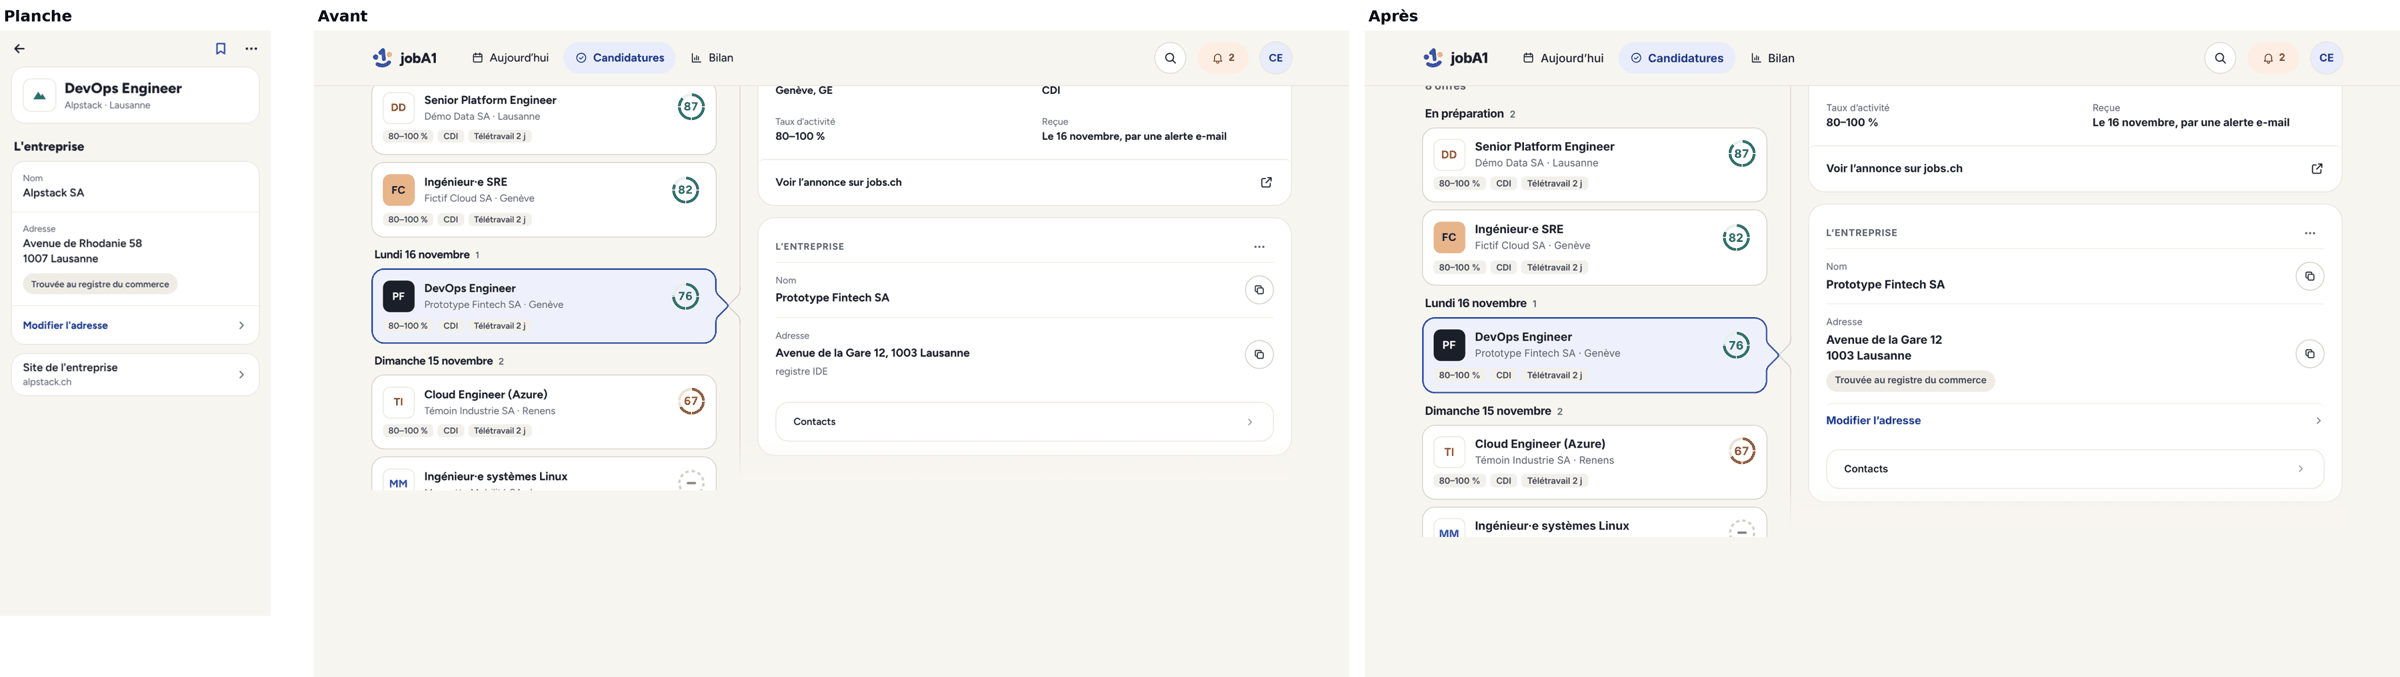 Planche
DevOps Engineer
Alpstack · Lausanne
L'entreprise
Nom
Alpstack SA
Adresse
Avenue de Rhodanie 58
1007 Lausanne
Trouvée au registre du commerce
Modifier l'adresse
Site de l'entreprise
alpstack.ch
Avant
jobA1
Aujourd'hui
Candidatures
Bilan
2
CE
DD
Senior Platform Engineer
Démo Data SA · Lausanne
87
80–100 %
CDI
Télétravail 2 j
FC
Ingénieur·e SRE
Fictif Cloud SA · Genève
82
80–100 %
CDI
Télétravail 2 j
Lundi 16 novembre 1
PF
DevOps Engineer
Prototype Fintech SA · Genève
76
80–100 %
CDI
Télétravail 2 j
Dimanche 15 novembre 2
TI
Cloud Engineer (Azure)
Témoin Industrie SA · Renens
67
80–100 %
CDI
Télétravail 2 j
MM
Ingénieur·e systèmes Linux
Genève, GE
CDI
Taux d'activité
80–100 %
Reçue
Le 16 novembre, par une alerte e-mail
Voir l'annonce sur jobs.ch
L'ENTREPRISE
Nom
Prototype Fintech SA
Adresse
Avenue de la Gare 12, 1003 Lausanne
registre IDE
Contacts
Après
jobA1
Aujourd'hui
Candidatures
Bilan
2
CE
8 offres
En préparation 2
DD
Senior Platform Engineer
Démo Data SA · Lausanne
87
80–100 %
CDI
Télétravail 2 j
FC
Ingénieur·e SRE
Fictif Cloud SA · Genève
82
80–100 %
CDI
Télétravail 2 j
Lundi 16 novembre 1
PF
DevOps Engineer
Prototype Fintech SA · Genève
76
80–100 %
CDI
Télétravail 2 j
Dimanche 15 novembre 2
TI
Cloud Engineer (Azure)
Témoin Industrie SA · Renens
67
80–100 %
CDI
Télétravail 2 j
MM
Ingénieur·e systèmes Linux
Taux d'activité
80–100 %
Reçue
Le 16 novembre, par une alerte e-mail
Voir l'annonce sur jobs.ch
L'ENTREPRISE
Nom
Prototype Fintech SA
Adresse
Avenue de la Gare 12
1003 Lausanne
Trouvée au registre du commerce
Modifier l'adresse
Contacts